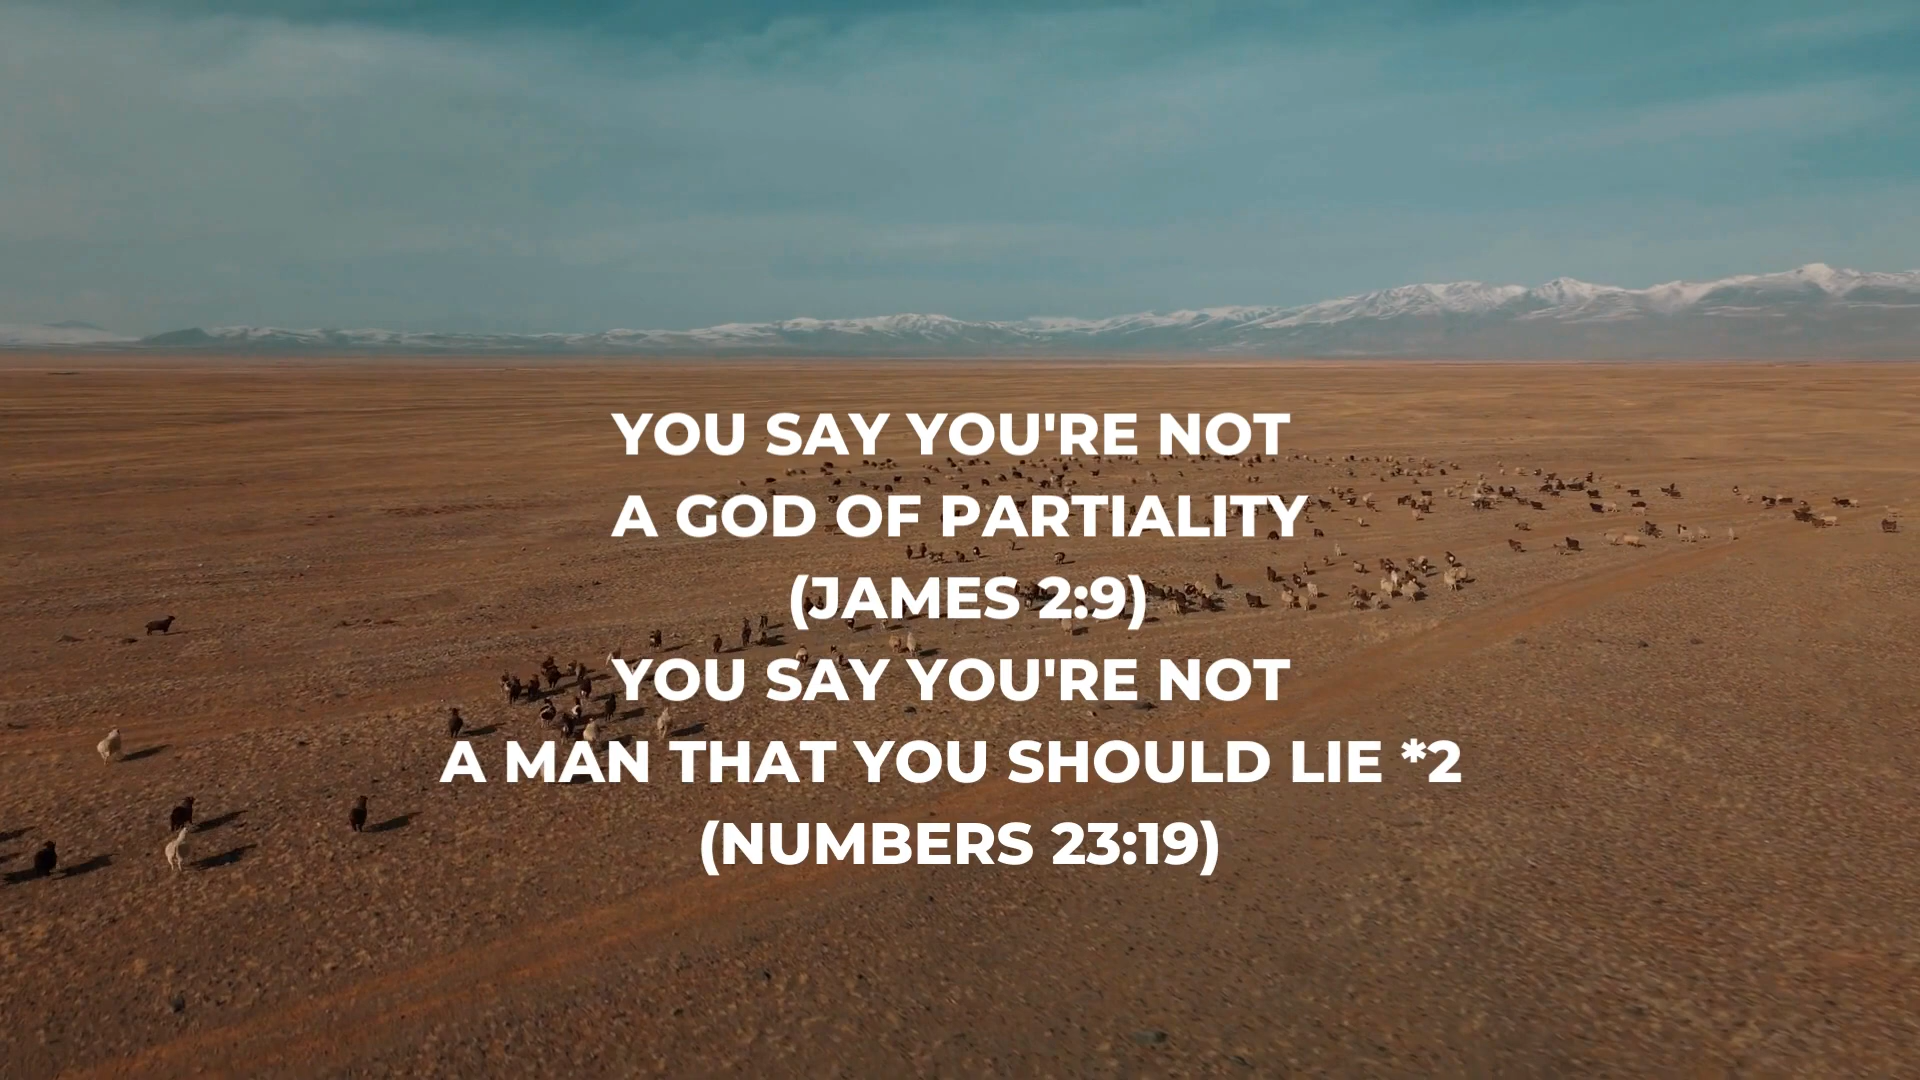 YOU SAY YOU'RE NOT
A GOD OF PARTIALITY
(JAMES 2:9)
YOU SAY YOU'RE NOT
A MAN THAT YOU SHOULD LIE *2
(NUMBERS 23:19)